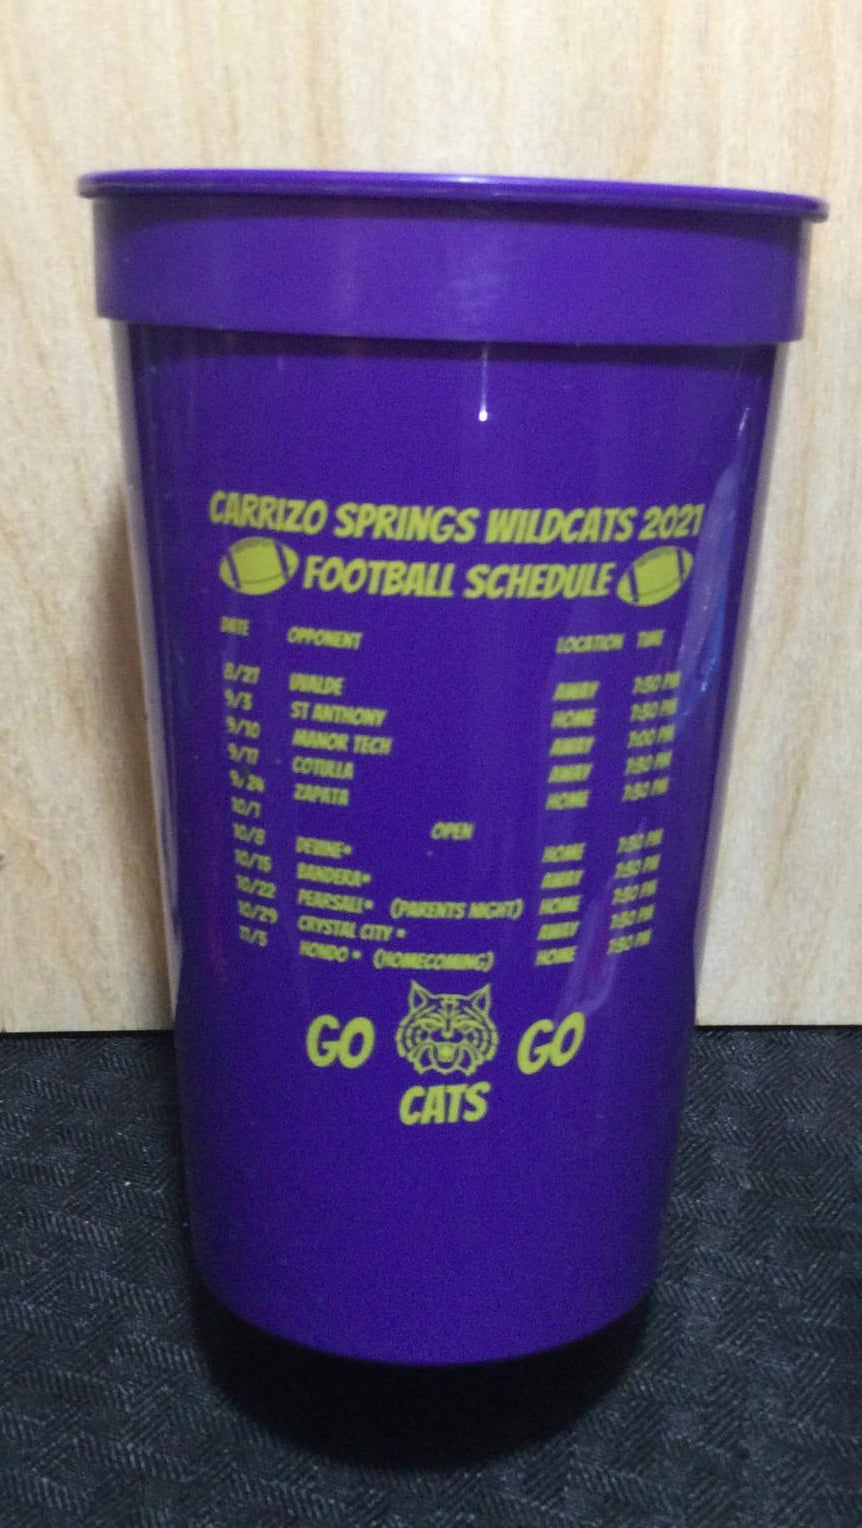 CARRIZO SPRINGS WILDCATS 2021
FOOTBALL SCHEDULE
DATE OPPONENT LOCATION TIME
8/27 UVALDE AWAY 7:30 PM
9/3 ST ANTHONY HOME 7:30 PM
9/10 MANOR TECH AWAY 7:00 PM
9/17 COTULLA AWAY 7:30 PM
9/24 ZAPATA HOME 7:30 PM
10/1 OPEN
10/8 DEVINE* HOME 7:30 PM
10/15 BANDERA* AWAY 7:30 PM
10/22 PEARSALL* (PARENTS NIGHT) HOME 7:30 PM
10/29 CRYSTAL CITY * AWAY 7:30 PM
11/5 HONDO * (HOMECOMING) HOME 7:30 PM
GO GO
CATS